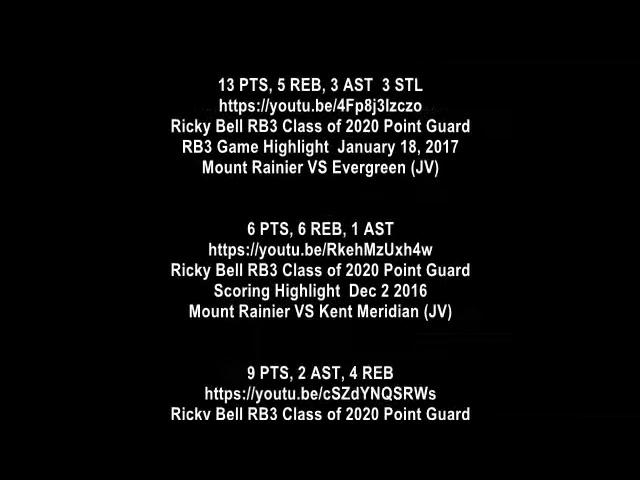 13 PTS, 5 REB, 3 AST  3 STL
https://youtu.be/4Fp8j3lzczo
Ricky Bell RB3 Class of 2020 Point Guard
RB3 Game Highlight  January 18, 2017
Mount Rainier VS Evergreen (JV)
6 PTS, 6 REB, 1 AST
https://youtu.be/RkehMzUxh4w
Ricky Bell RB3 Class of 2020 Point Guard
Scoring Highlight  Dec 2 2016
Mount Rainier VS Kent Meridian (JV)
9 PTS, 2 AST, 4 REB
https://youtu.be/cSZdYNQSRWs
Ricky Bell RB3 Class of 2020 Point Guard